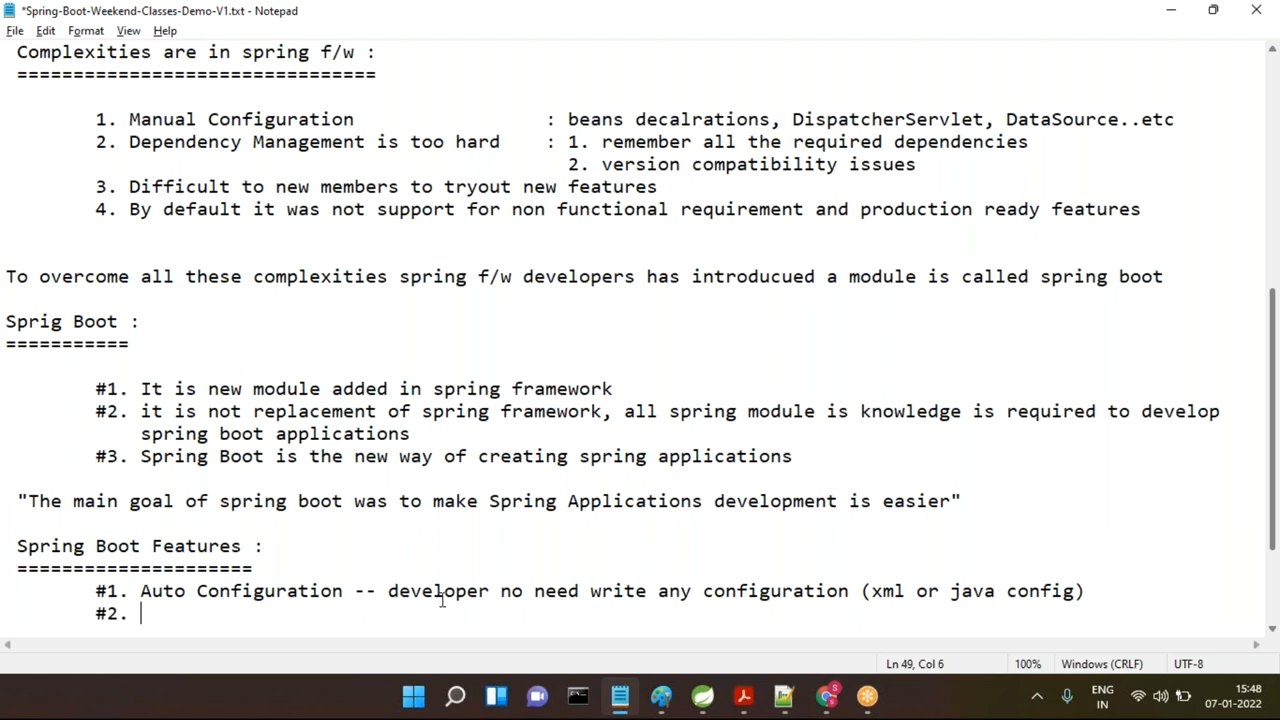 *Spring-Boot-Weekend-Classes-Demo-V1.txt - Notepad
File Edit Format View Help
Complexities are in spring f/w :
================================
1. Manual Configuration : beans decalrations, DispatcherServlet, DataSource..etc
2. Dependency Management is too hard : 1. remember all the required dependencies
2. version compatibility issues
3. Difficult to new members to tryout new features
4. By default it was not support for non functional requirement and production ready features
To overcome all these complexities spring f/w developers has introducued a module is called spring boot
Sprig Boot :
===========
#1. It is new module added in spring framework
#2. it is not replacement of spring framework, all spring module is knowledge is required to develop
spring boot applications
#3. Spring Boot is the new way of creating spring applications
"The main goal of spring boot was to make Spring Applications development is easier"
Spring Boot Features :
=====================
#1. Auto Configuration -- developer no need write any configuration (xml or java config)
#2.
Ln 49, Col 6 100% Windows (CRLF) UTF-8
ENG 15:48
IN 07-01-2022